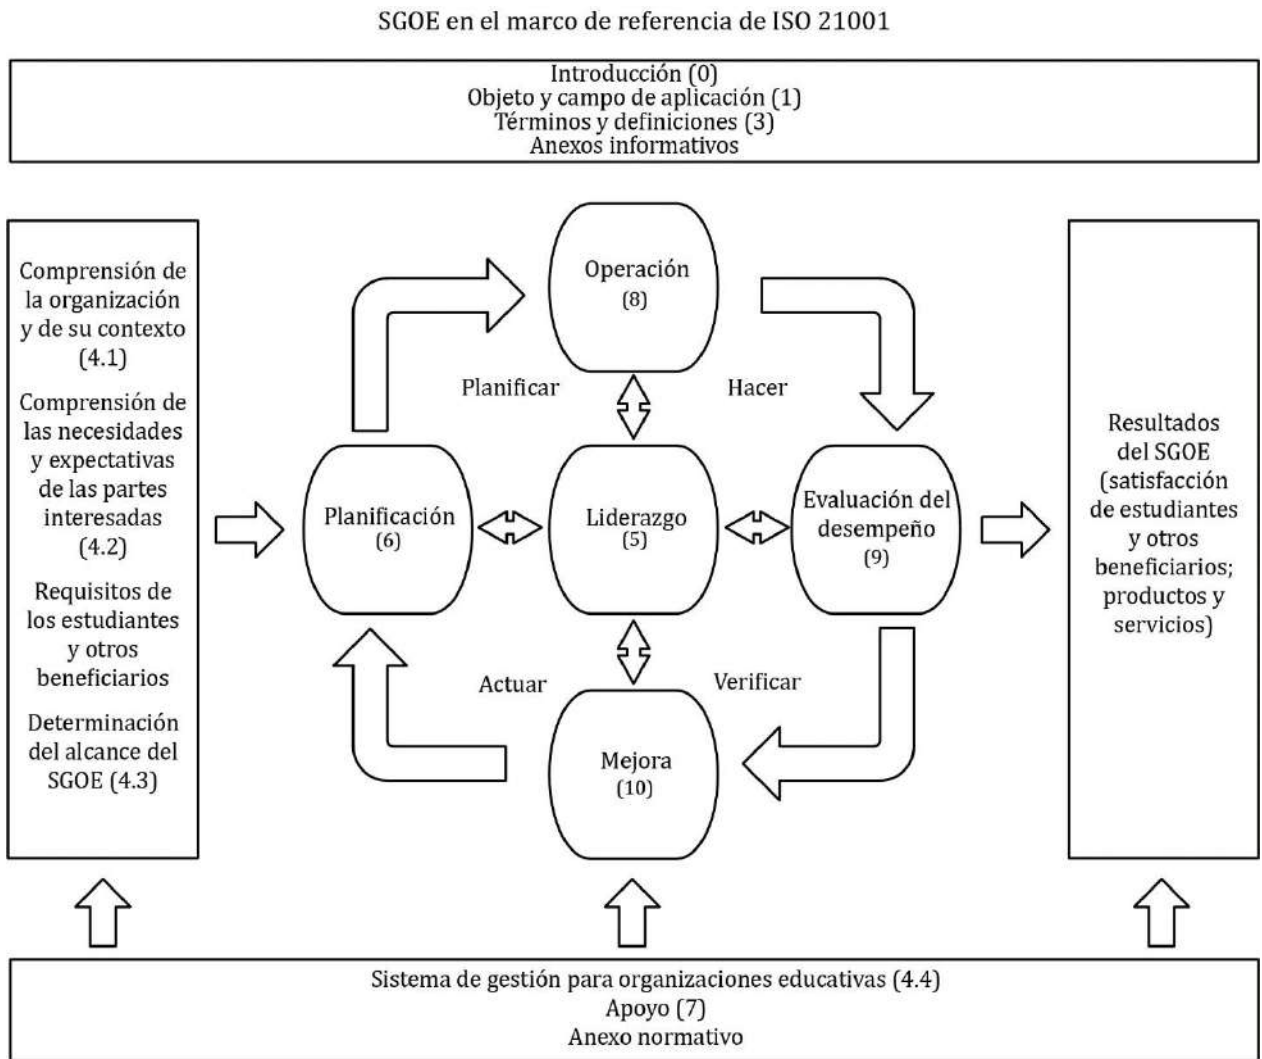 SGOE en el marco de referencia de ISO 21001
Introducción (0)
Objeto y campo de aplicación (1)
Términos y definiciones (3)
Anexos informativos
Comprensión de
la organización
y de su contexto
(4.1)
Comprensión de
las necesidades
y expectativas
de las partes
interesadas
(4.2)
Requisitos de
los estudiantes
y otros
beneficiarios
Determinación
del alcance del
SGOE (4.3)
Operación
(8)
Planificar
Hacer
Planificación
(6)
Liderazgo
(5)
Evaluación del
desempeño
(9)
Actuar
Verificar
Mejora
(10)
Resultados
del SGOE
(satisfacción
de estudiantes
y otros
beneficiarios;
productos y
servicios)
Sistema de gestión para organizaciones educativas (4.4)
Apoyo (7)
Anexo normativo